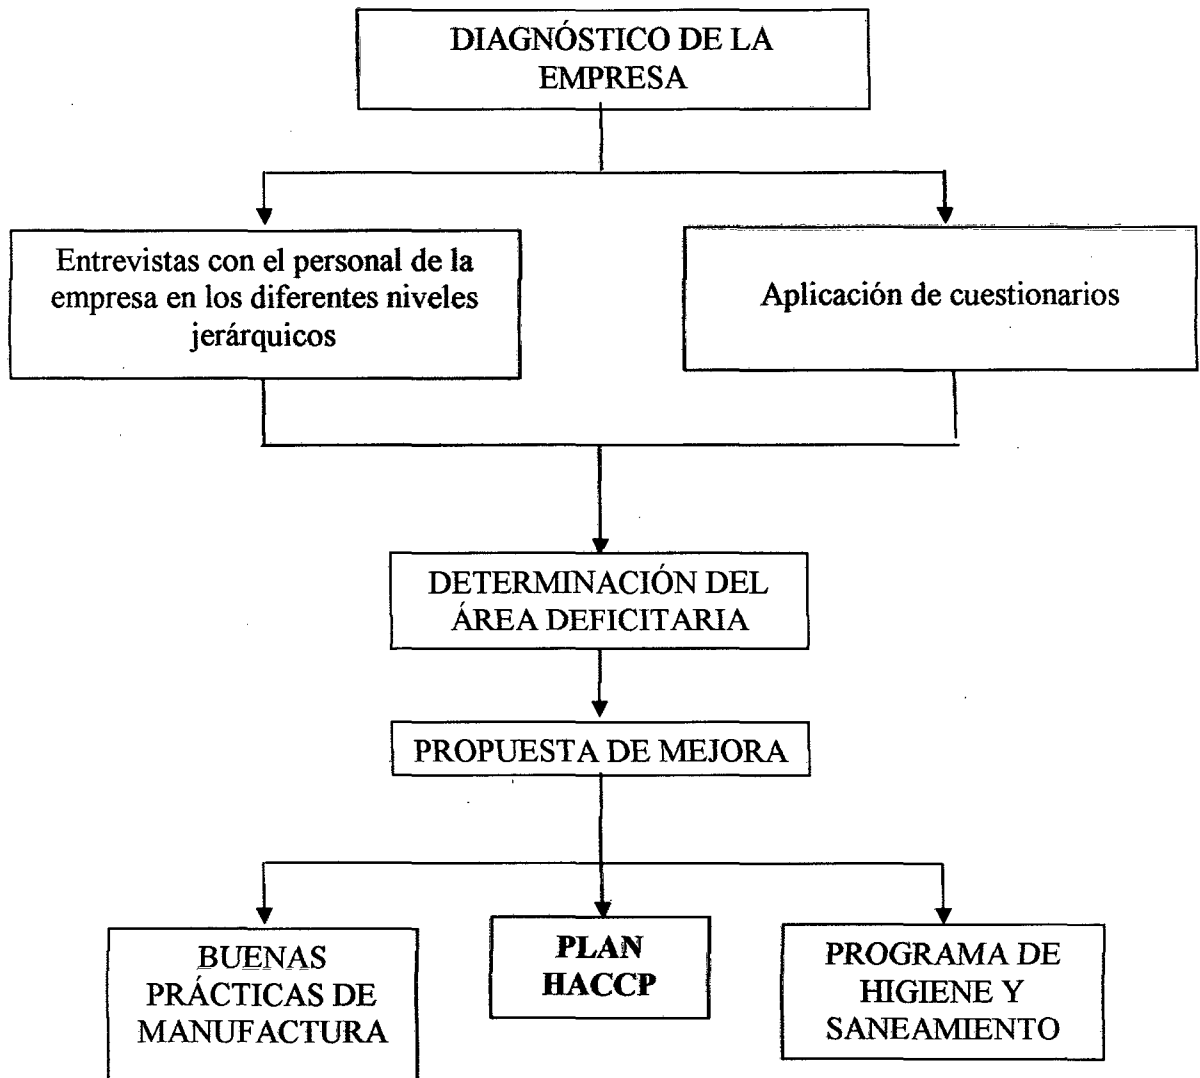 DIAGNÓSTICO DE LA
EMPRESA
Entrevistas con el personal de la
empresa en los diferentes niveles
jerárquicos
Aplicación de cuestionarios
DETERMINACIÓN DEL
ÁREA DEFICITARIA
PROPUESTA DE MEJORA
BUENAS
PRÁCTICAS DE
MANUFACTURA
PLAN
HACCP
PROGRAMA DE
HIGIENE Y
SANEAMIENTO